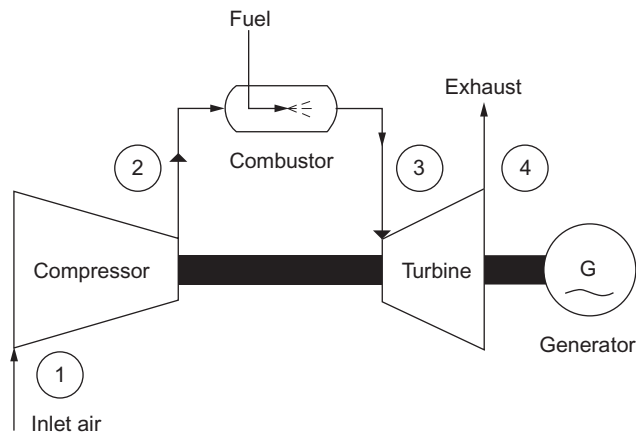 Fuel
Exhaust
2
Combustor
3
4
Compressor
Turbine
G
Generator
1
Inlet air